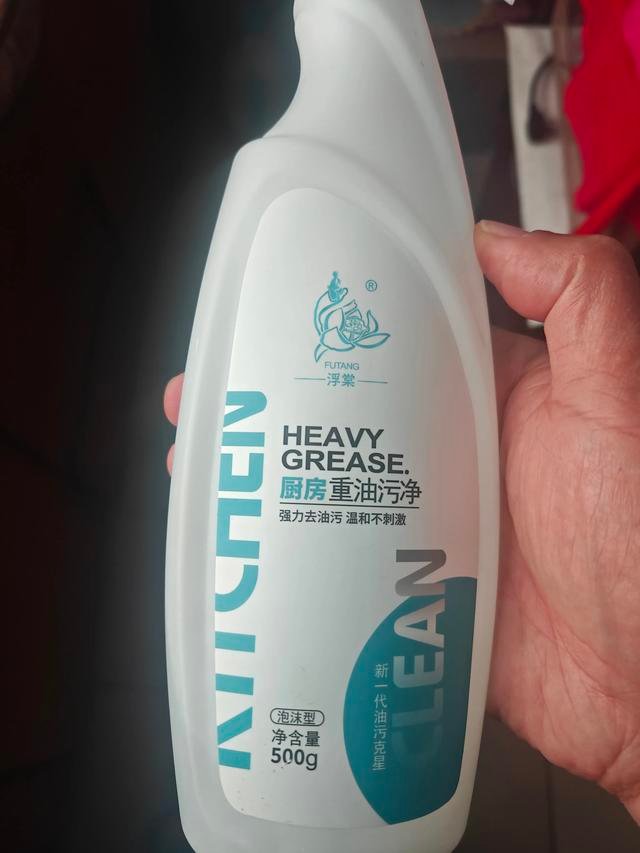 ®
FUTANG
浮棠
KITCHEN
HEAVY
GREASE.
厨房重油污净
强力去油污 温和不刺激
CLEAN
新一代油污克星
泡沫型
净含量
500g